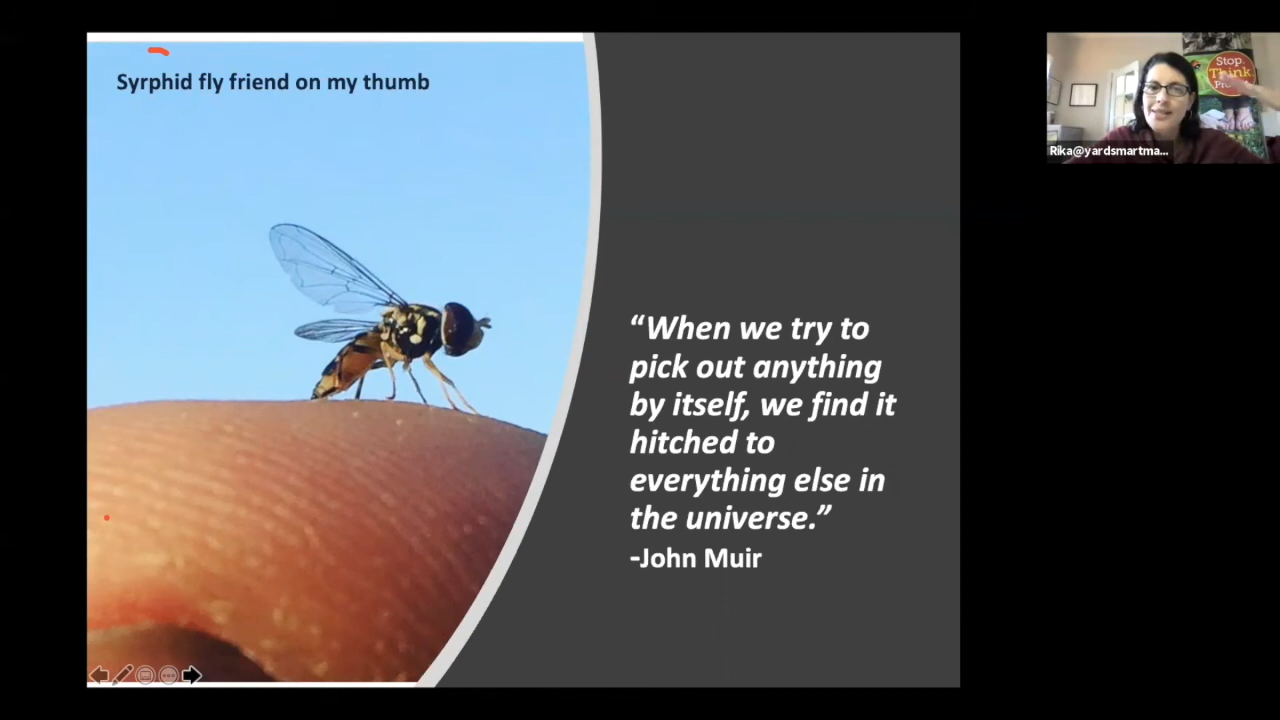 Syrphid fly friend on my thumb
“When we try to
pick out anything
by itself, we find it
hitched to
everything else in
the universe.”
-John Muir
Stop.
Think.
Rika@yardsmartma...